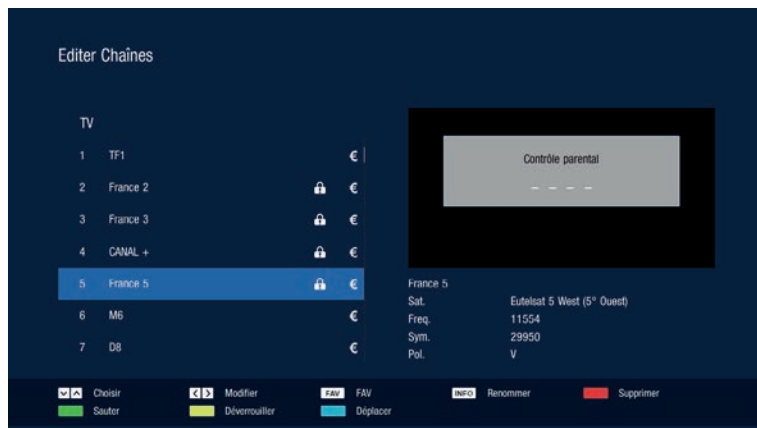 Editer Chaînes
TV
1 TF1 €
2 France 2 €
3 France 3 €
4 CANAL + €
5 France 5 €
6 M6 €
7 D8 €
Contrôle parental
_ _ _ _
France 5
Sat. Eutelsat 5 West (5° Ouest)
Freq. 11554
Sym. 29950
Pol. V
Choisir Modifier FAV FAV INFO Renommer Supprimer
Sauter Déverrouiller Déplacer